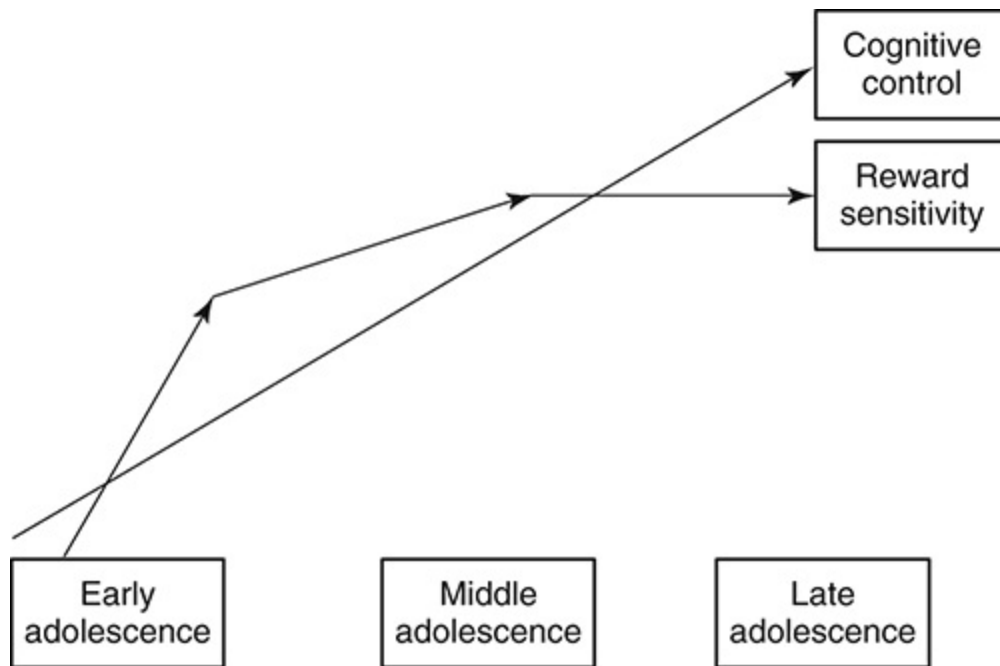 Cognitive
control
Reward
sensitivity
Early
adolescence
Middle
adolescence
Late
adolescence